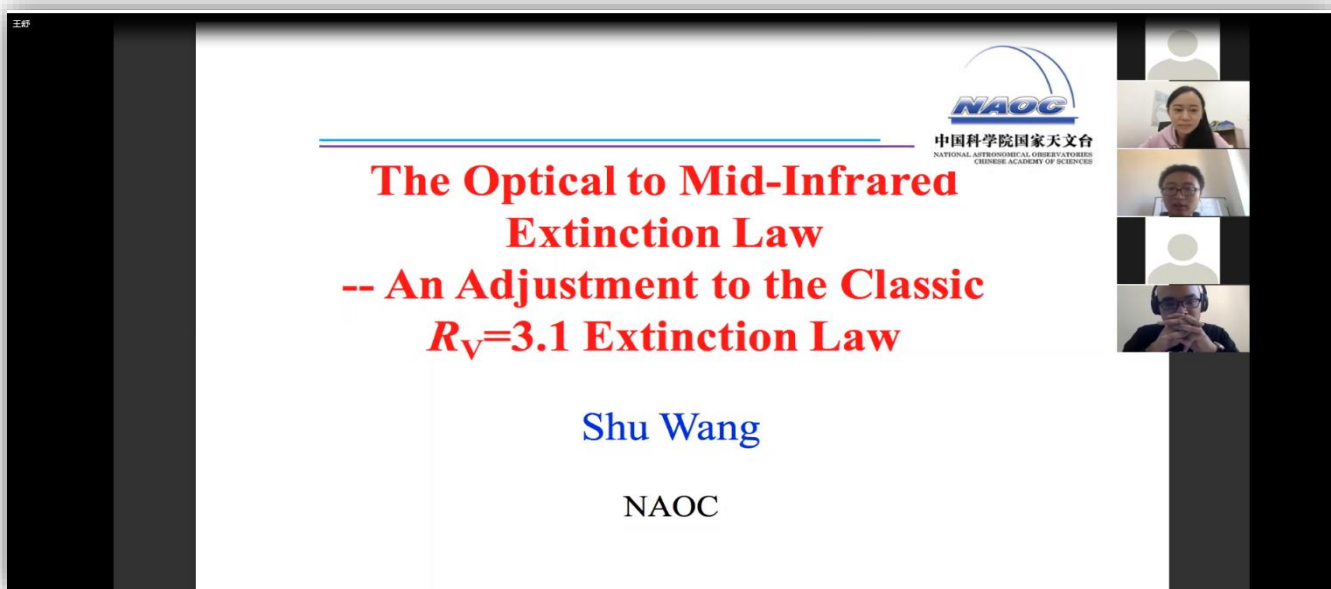 王舒
NAOC
中国科学院国家天文台
NATIONAL ASTRONOMICAL OBSERVATORIES
CHINESE ACADEMY OF SCIENCES
The Optical to Mid-Infrared
Extinction Law
-- An Adjustment to the Classic
RV=3.1 Extinction Law
Shu Wang
NAOC